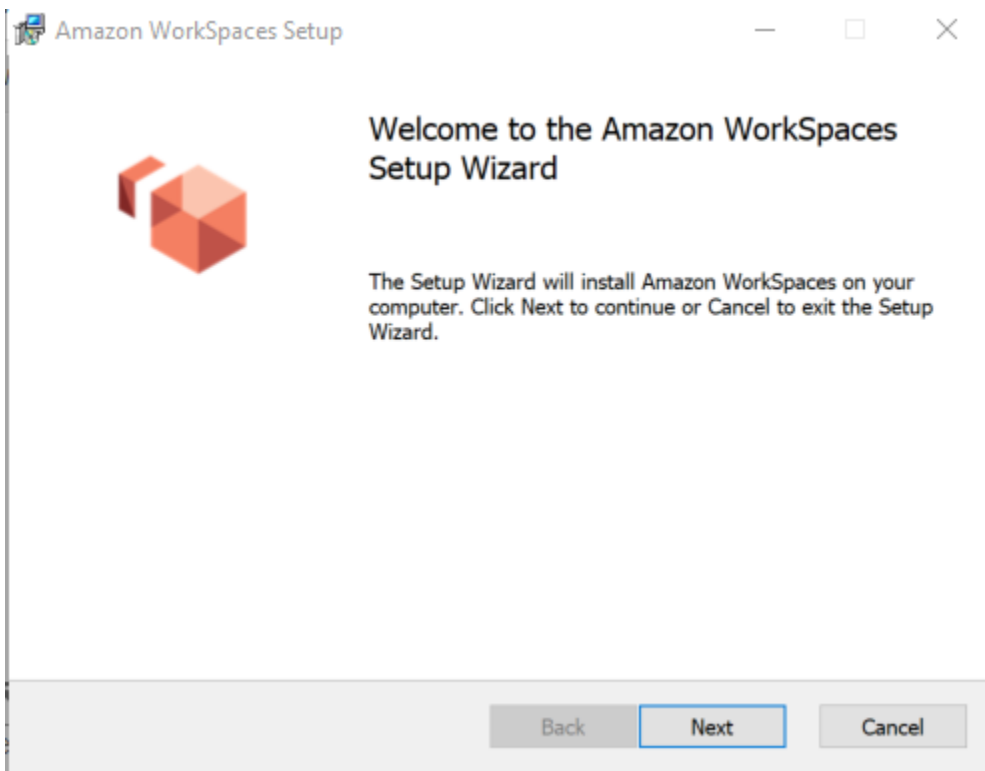 Amazon WorkSpaces Setup
Welcome to the Amazon WorkSpaces
Setup Wizard
The Setup Wizard will install Amazon WorkSpaces on your
computer. Click Next to continue or Cancel to exit the Setup
Wizard.
Back Next Cancel